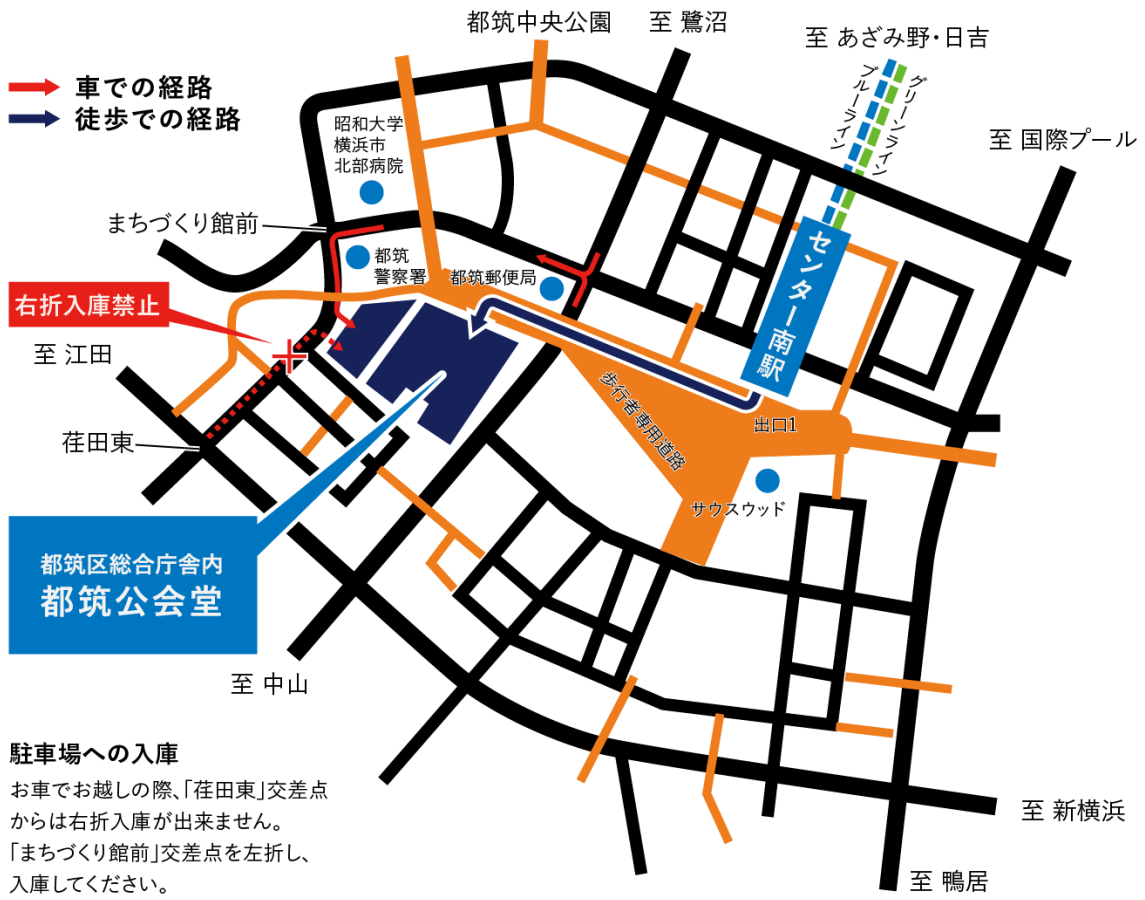 都筑中央公園
至 鷺沼
至 あざみ野・日吉
グリーンライン
ブルーライン
車での経路
徒歩での経路
昭和大学
横浜市
北部病院
至 国際プール
まちづくり館前
センター南駅
都筑
警察署
都筑郵便局
右折入庫禁止
至 江田
歩行者専用道路
出口1
荏田東
サウスウッド
都筑区総合庁舎内
都筑公会堂
至 中山
駐車場への入庫
お車でお越しの際、「荏田東」交差点
からは右折入庫が出来ません。
「まちづくり館前」交差点を左折し、
入庫してください。
至 新横浜
至 鴨居